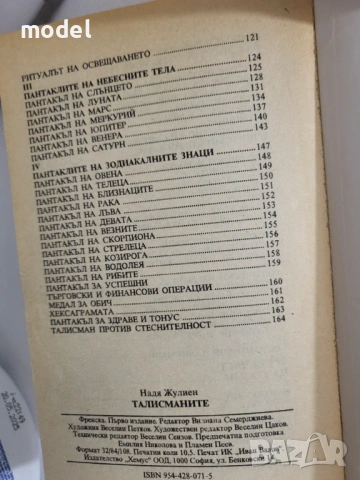 model
РИТУАЛЪТ НА ОСВЕЩАВАНЕТО 121
III
ПАНТАКЛИТЕ НА НЕБЕСНИТЕ ТЕЛА 124
ПАНТАКЪЛ НА СЛЪНЦЕТО 125
ПАНТАКЪЛ НА ЛУНАТА 128
ПАНТАКЪЛ НА МАРС 131
ПАНТАКЪЛ НА МЕРКУРИЙ 134
ПАНТАКЪЛ НА ЮПИТЕР 137
ПАНТАКЪЛ НА ВЕНЕРА 140
ПАНТАКЪЛ НА САТУРН 143
IV
ПАНТАКЛИТЕ НА ЗОДИАКАЛНИТЕ ЗНАЦИ 147
ПАНТАКЪЛ НА ОВЕНА 148
ПАНТАКЪЛ НА ТЕЛЕЦА 149
ПАНТАКЪЛ НА БЛИЗНАЦИТЕ 150
ПАНТАКЪЛ НА РАКА 151
ПАНТАКЪЛ НА ЛЪВА 152
ПАНТАКЪЛ НА ДЕВАТА 153
ПАНТАКЪЛ НА ВЕЗНИТЕ 154
ПАНТАКЪЛ НА СКОРПИОНА 155
ПАНТАКЪЛ НА СТРЕЛЕЦА 156
ПАНТАКЪЛ НА КОЗИРОГА 157
ПАНТАКЪЛ НА ВОДОЛЕЯ 158
ПАНТАКЪЛ НА РИБИТЕ 159
ПАНТАКЪЛ ЗА УСПЕШНИ
ТЪРГОВСКИ И ФИНАНСОВИ ОПЕРАЦИИ 160
МЕДАЛ ЗА ОБИЧ 161
ХЕКСАГРАМАТА 162
ПАНТАКЪЛ ЗА ЗДРАВЕ И ТОНУС 163
ТАЛИСМАН ПРОТИВ СТЕСНИТЕЛНОСТ 164
Надя Жулиен
ТАЛИСМАНИТЕ
Френска. Първо издание. Редактор Визнапа Семерджиева.
Художник Веселин Цаков. Художествен редактор Веселин Цаков.
Технически редактор Веселин Сеизов. Предпечатна подготовка
Емилия Николова и Пламен Песев.
Формат 32/84/108. Печатни коли 10.5. Печат ИК „Иван Вазов"
Издателство „Хемус" ООД, 1000 София, ул. Бенковски
ISBN 954-428-071-5
BAZAR